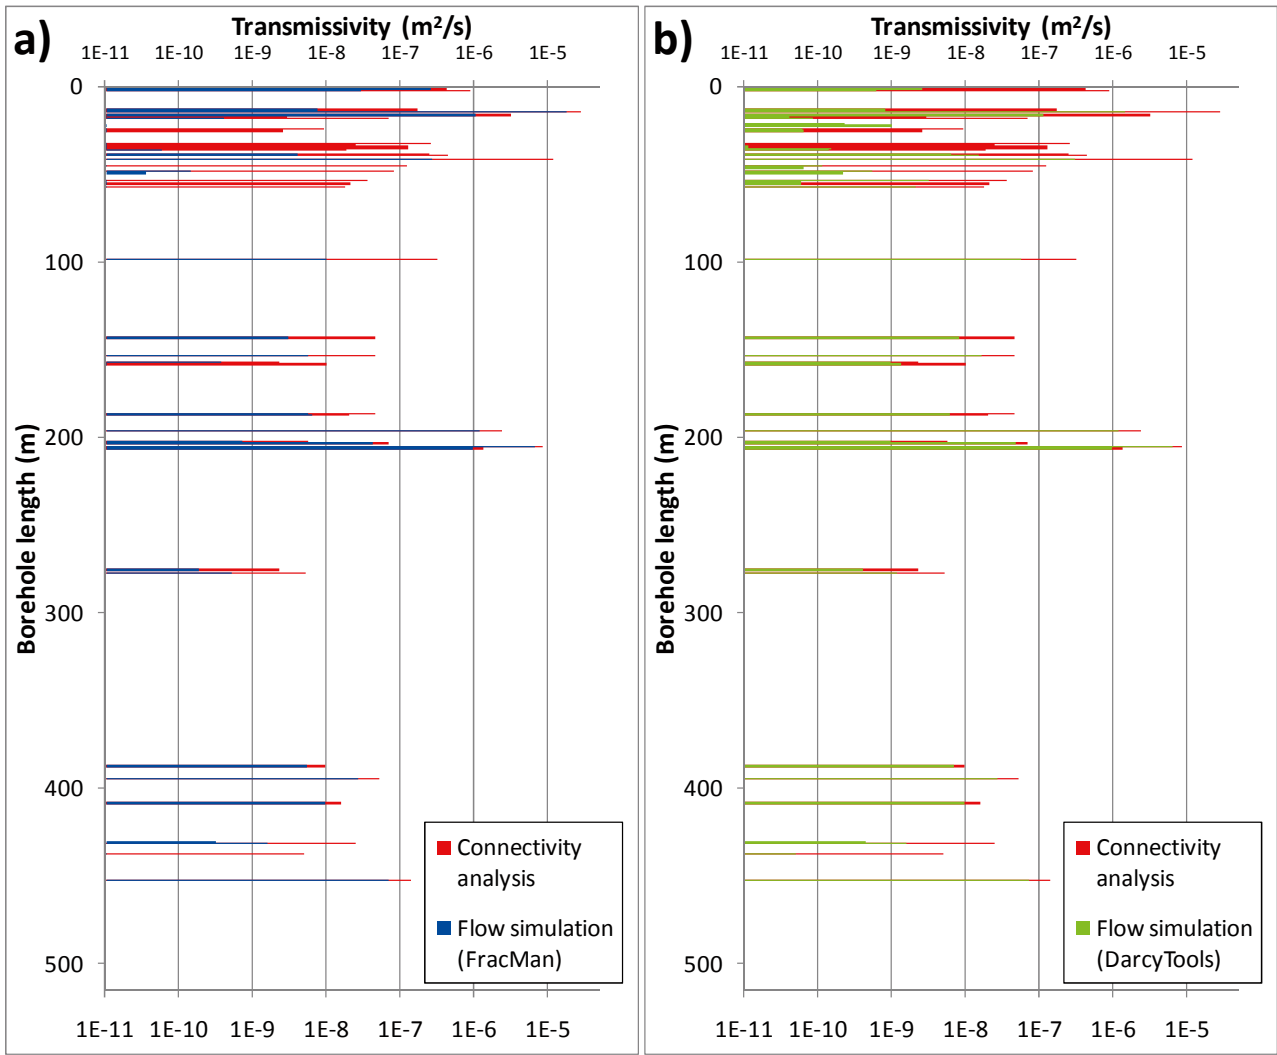 a)
Transmissivity (m²/s)
1E-11 1E-10 1E-9 1E-8 1E-7 1E-6 1E-5
0
100
200
300
400
500
Borehole length (m)
Connectivity
analysis
Flow simulation
(FracMan)
1E-11 1E-10 1E-9 1E-8 1E-7 1E-6 1E-5
b)
Transmissivity (m²/s)
1E-11 1E-10 1E-9 1E-8 1E-7 1E-6 1E-5
0
100
200
300
400
500
Borehole length (m)
Connectivity
analysis
Flow simulation
(DarcyTools)
1E-11 1E-10 1E-9 1E-8 1E-7 1E-6 1E-5